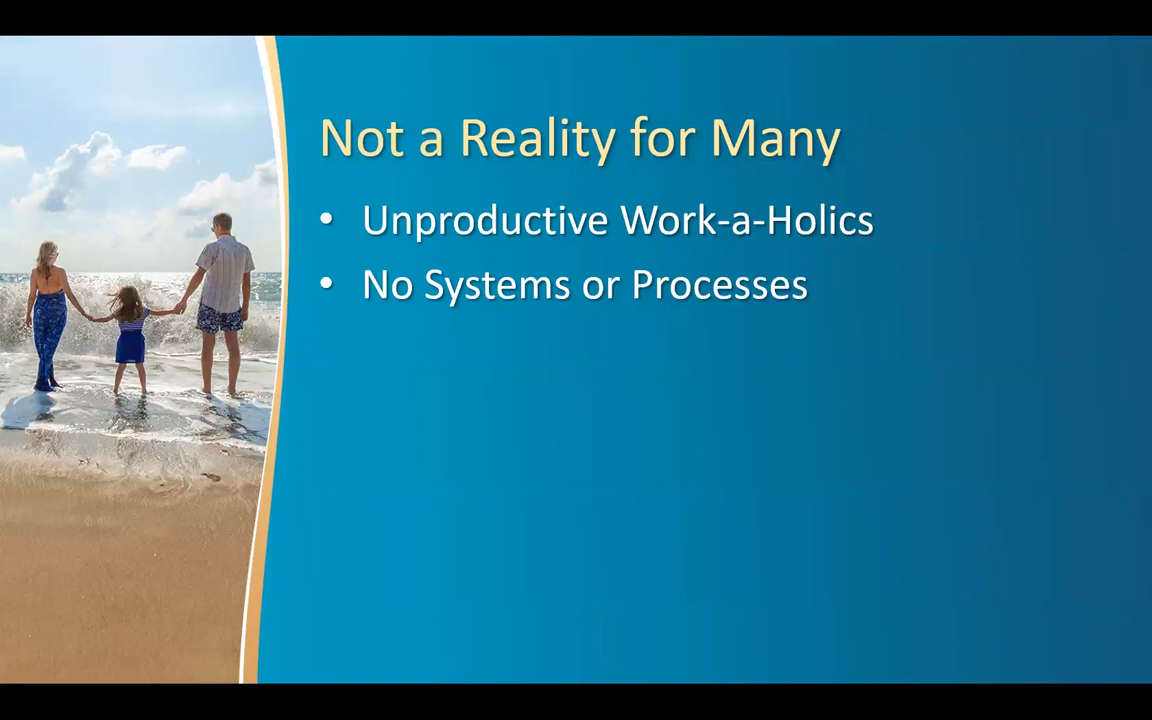 Not a Reality for Many
• Unproductive Work-a-Holics
• No Systems or Processes